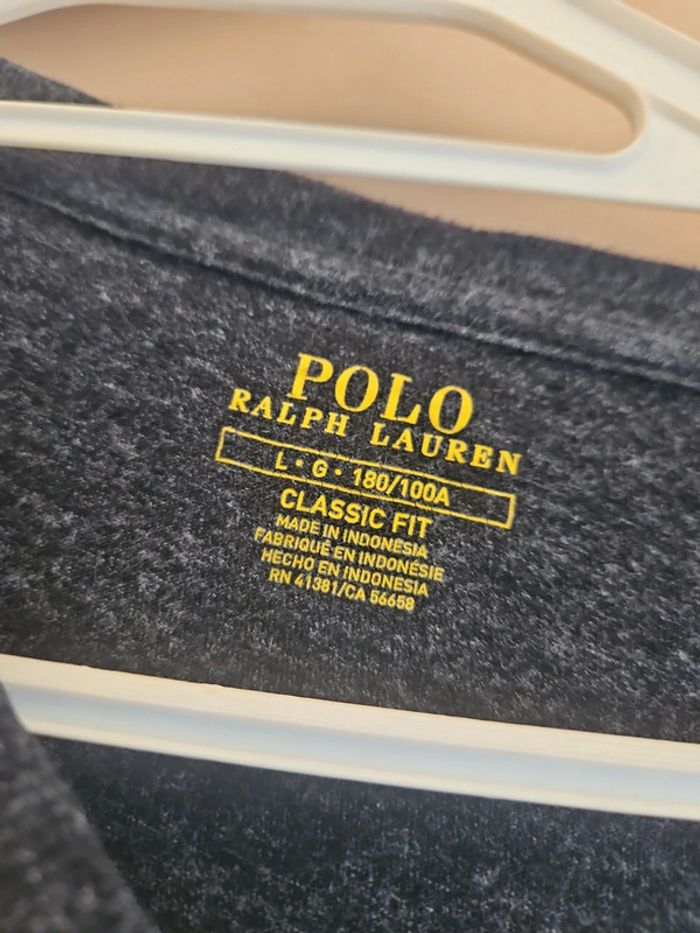 POLO
RALPH LAUREN
L • G • 180/100A
CLASSIC FIT
MADE IN INDONESIA
FABRIQUÉ EN INDONÉSIE
HECHO EN INDONESIA
RN 41381/CA 56658